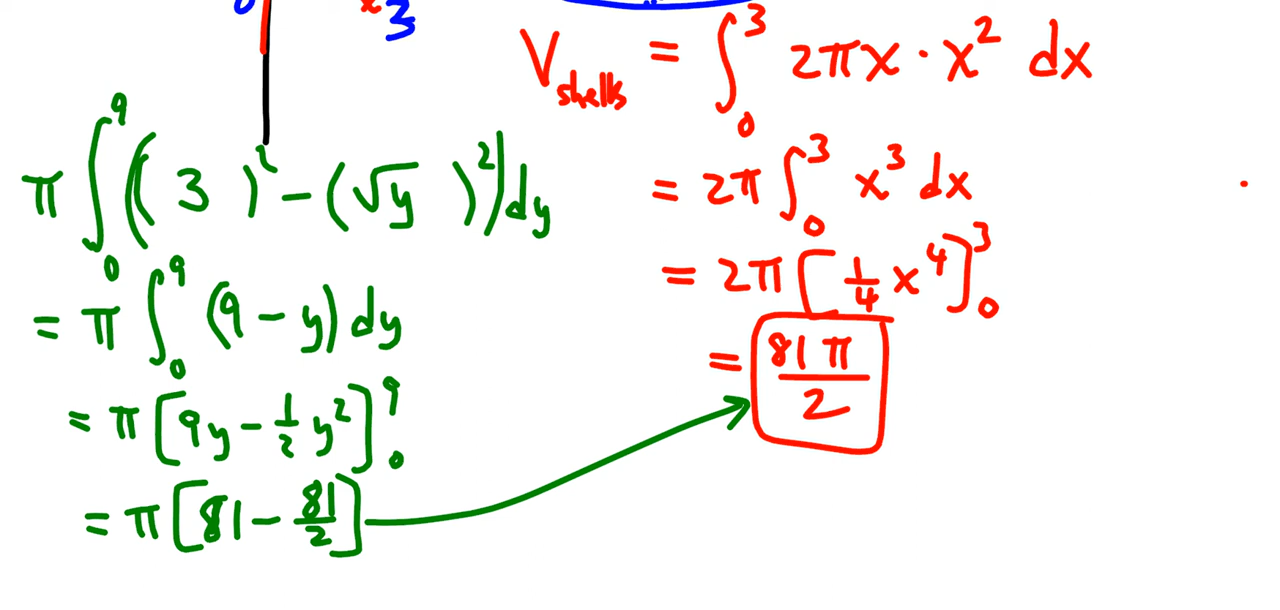 x 3
V_shells = ∫₀³ 2πx · x² dx
π ∫₀⁹ ((3)² − (√y)²) dy
= 2π ∫₀³ x³ dx
= π ∫₀⁹ (9 − y) dy
= 2π [¼ x⁴]₀³
= π [9y − ½ y²]₀⁹
= 81π/2
= π [81 − 81/2]